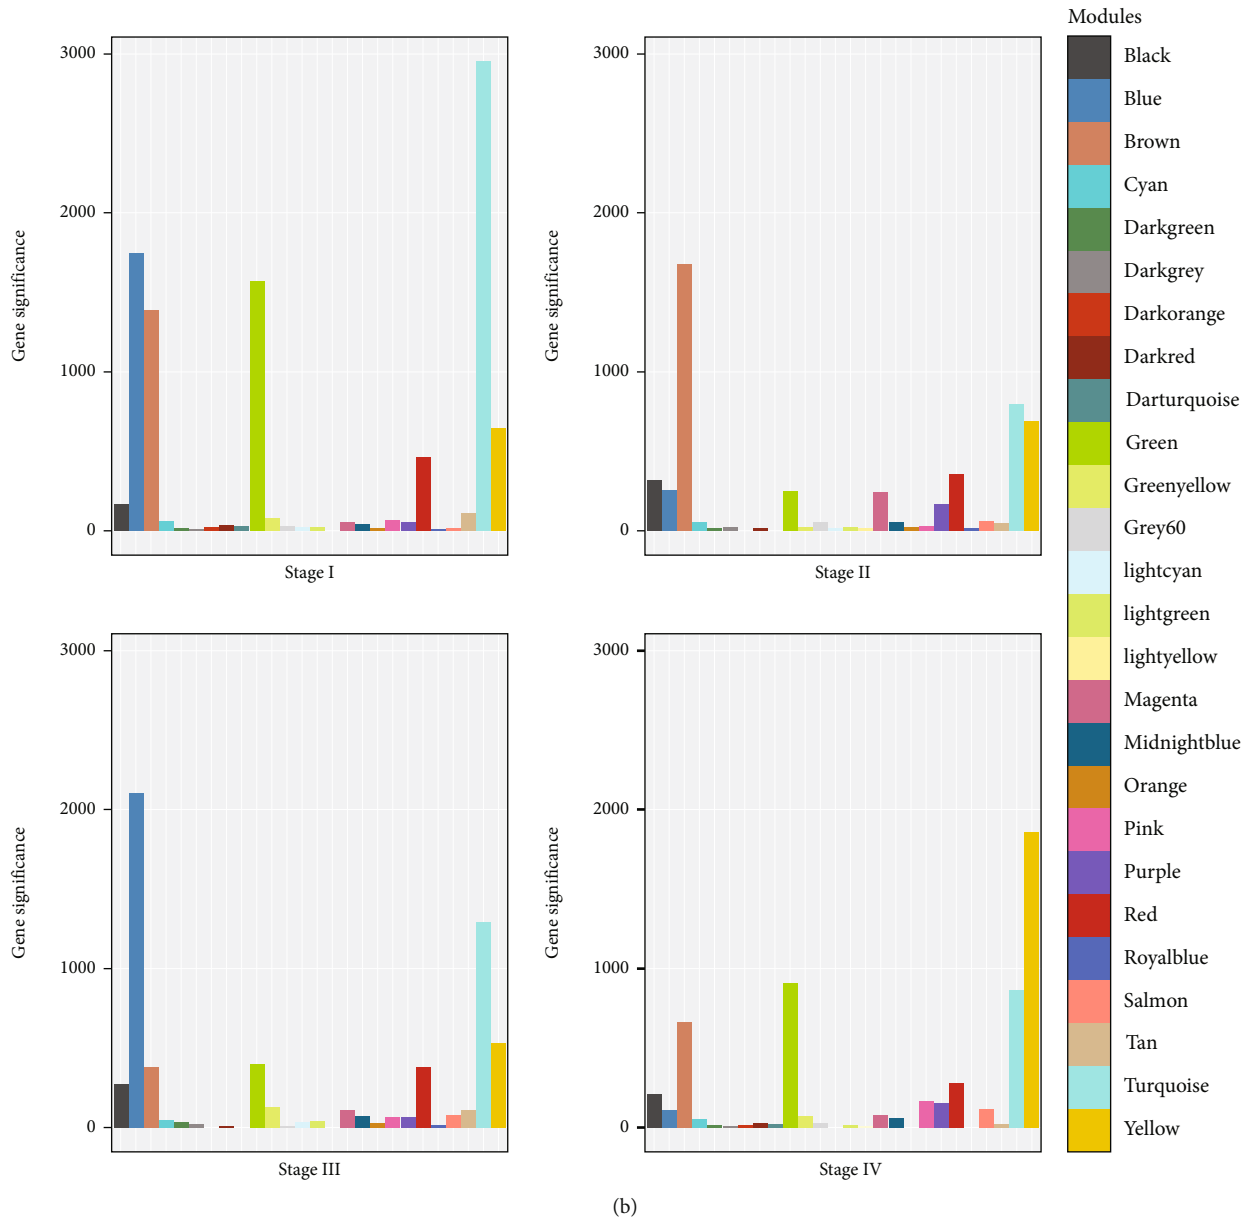 3000
2000
1000
0
Gene significance
Stage I
3000
2000
1000
0
Gene significance
Stage II
3000
2000
1000
0
Gene significance
Stage III
3000
2000
1000
0
Gene significance
Stage IV
Modules
Black
Blue
Brown
Cyan
Darkgreen
Darkgrey
Darkorange
Darkred
Darturquoise
Green
Greenyellow
Grey60
lightcyan
lightgreen
lightyellow
Magenta
Midnightblue
Orange
Pink
Purple
Red
Royalblue
Salmon
Tan
Turquoise
Yellow
(b)